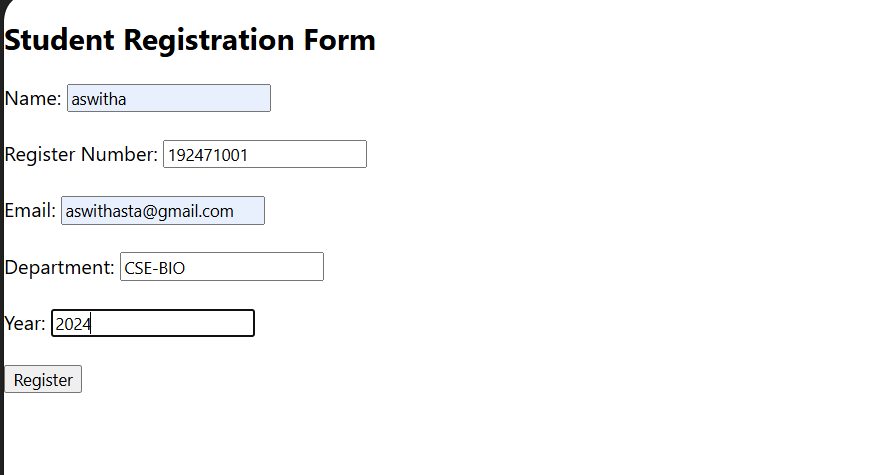 Student Registration Form
Name: aswitha
Register Number: 192471001
Email: aswithasta@gmail.com
Department: CSE-BIO
Year: 2024
Register